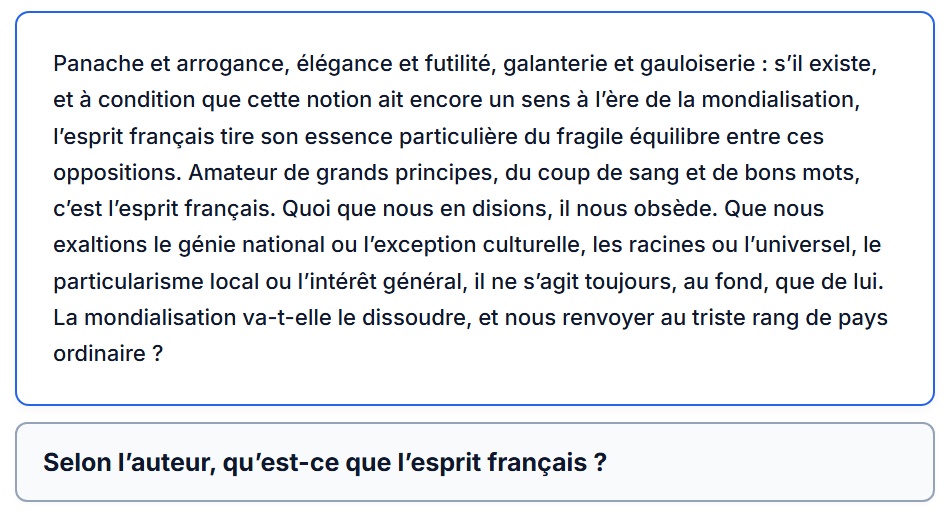 Panache et arrogance, élégance et futilité, galanterie et gauloiserie : s’il existe,
et à condition que cette notion ait encore un sens à l’ère de la mondialisation,
l’esprit français tire son essence particulière du fragile équilibre entre ces
oppositions. Amateur de grands principes, du coup de sang et de bons mots,
c’est l’esprit français. Quoi que nous en disions, il nous obsède. Que nous
exaltions le génie national ou l’exception culturelle, les racines ou l’universel, le
particularisme local ou l’intérêt général, il ne s’agit toujours, au fond, que de lui.
La mondialisation va-t-elle le dissoudre, et nous renvoyer au triste rang de pays
ordinaire ?
Selon l’auteur, qu’est-ce que l’esprit français ?